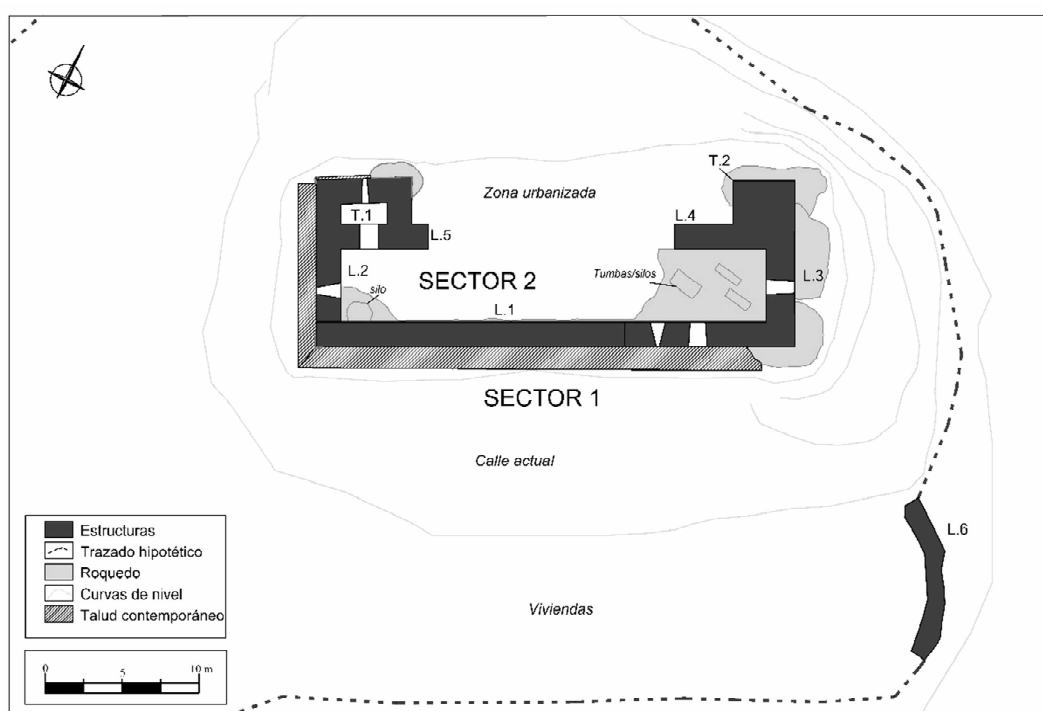 T.2
Zona urbanizada
T.1
L.4
L.5
L.2
SECTOR 2
Tumbas/silos
L.3
silo
L.1
SECTOR 1
Calle actual
L.6
Estructuras
Trazado hipotético
Roquedo
Curvas de nivel
Talud contemporáneo
Viviendas
0 5 10 m